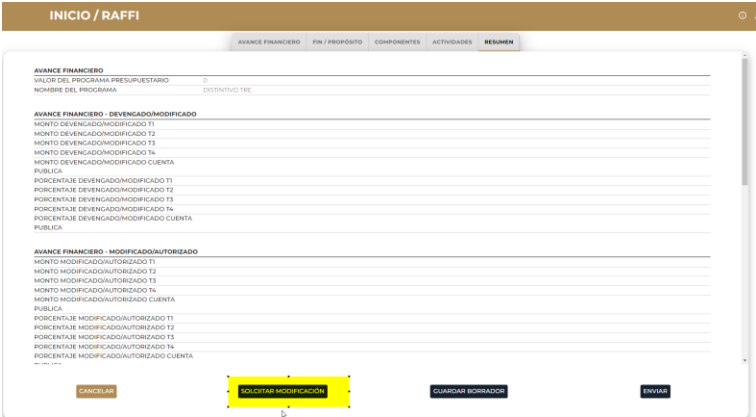 INICIO / RAFFI
AVANCE FINANCIERO FIN / PROPÓSITO COMPONENTES ACTIVIDADES RESUMEN
AVANCE FINANCIERO
VALOR DEL PROGRAMA PRESUPUESTARIO 0
NOMBRE DEL PROGRAMA DISTINTIVO TRE
AVANCE FINANCIERO - DEVENGADO/MODIFICADO
MONTO DEVENGADO/MODIFICADO T1
MONTO DEVENGADO/MODIFICADO T2
MONTO DEVENGADO/MODIFICADO T3
MONTO DEVENGADO/MODIFICADO T4
MONTO DEVENGADO/MODIFICADO CUENTA
PUBLICA
PORCENTAJE DEVENGADO/MODIFICADO T1
PORCENTAJE DEVENGADO/MODIFICADO T2
PORCENTAJE DEVENGADO/MODIFICADO T3
PORCENTAJE DEVENGADO/MODIFICADO T4
PORCENTAJE DEVENGADO/MODIFICADO CUENTA
PUBLICA
AVANCE FINANCIERO - MODIFICADO/AUTORIZADO
MONTO MODIFICADO/AUTORIZADO T1
MONTO MODIFICADO/AUTORIZADO T2
MONTO MODIFICADO/AUTORIZADO T3
MONTO MODIFICADO/AUTORIZADO T4
MONTO MODIFICADO/AUTORIZADO CUENTA
PUBLICA
PORCENTAJE MODIFICADO/AUTORIZADO T1
PORCENTAJE MODIFICADO/AUTORIZADO T2
PORCENTAJE MODIFICADO/AUTORIZADO T3
PORCENTAJE MODIFICADO/AUTORIZADO T4
PORCENTAJE MODIFICADO/AUTORIZADO CUENTA
CANCELAR SOLCIITAR MODIFICACIÓN GUARDAR BORRADOR ENVIAR